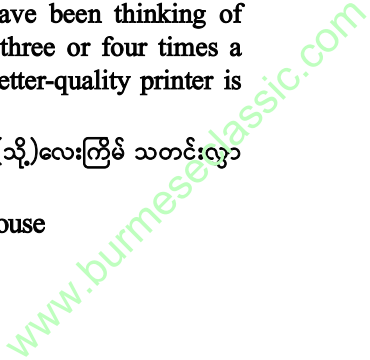 ave been thinking of
three or four times a
etter-quality printer is
(သို့)လေးကြိမ် သတင်းလွှာ
ouse
www.burmeseclassic.com